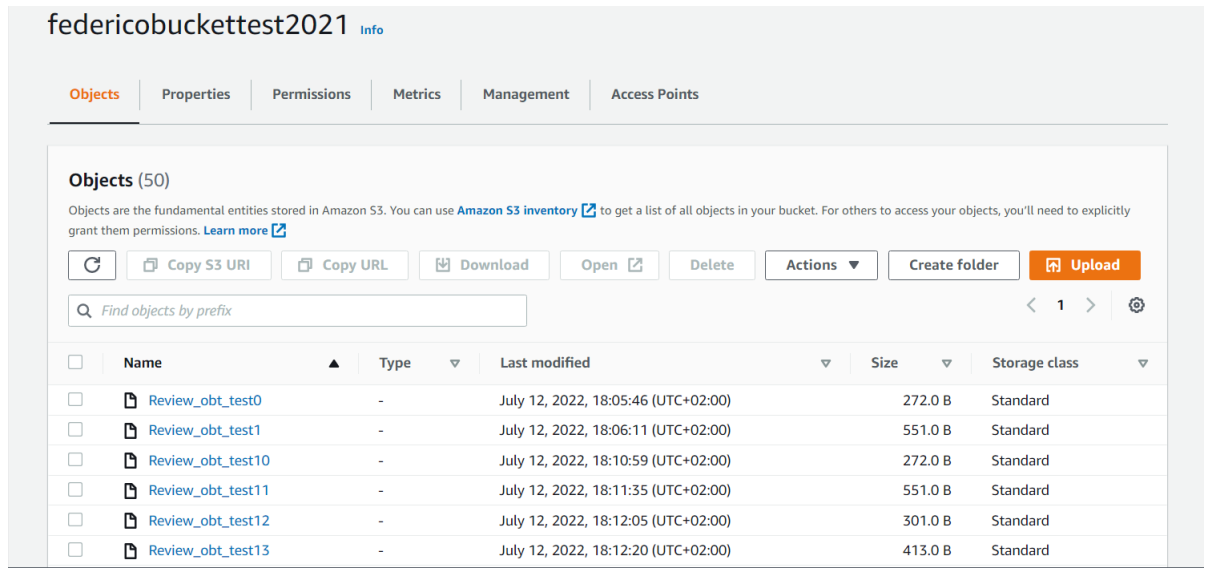 federicobuckettest2021 Info
Objects Properties Permissions Metrics Management Access Points
Objects (50)
Objects are the fundamental entities stored in Amazon S3. You can use Amazon S3 inventory to get a list of all objects in your bucket. For others to access your objects, you'll need to explicitly
grant them permissions. Learn more
Copy S3 URI Copy URL Download Open Delete Actions Create folder Upload
Find objects by prefix 1
Name Type Last modified Size Storage class
Review_obt_test0 - July 12, 2022, 18:05:46 (UTC+02:00) 272.0 B Standard
Review_obt_test1 - July 12, 2022, 18:06:11 (UTC+02:00) 551.0 B Standard
Review_obt_test10 - July 12, 2022, 18:10:59 (UTC+02:00) 272.0 B Standard
Review_obt_test11 - July 12, 2022, 18:11:35 (UTC+02:00) 551.0 B Standard
Review_obt_test12 - July 12, 2022, 18:12:05 (UTC+02:00) 301.0 B Standard
Review_obt_test13 - July 12, 2022, 18:12:20 (UTC+02:00) 413.0 B Standard